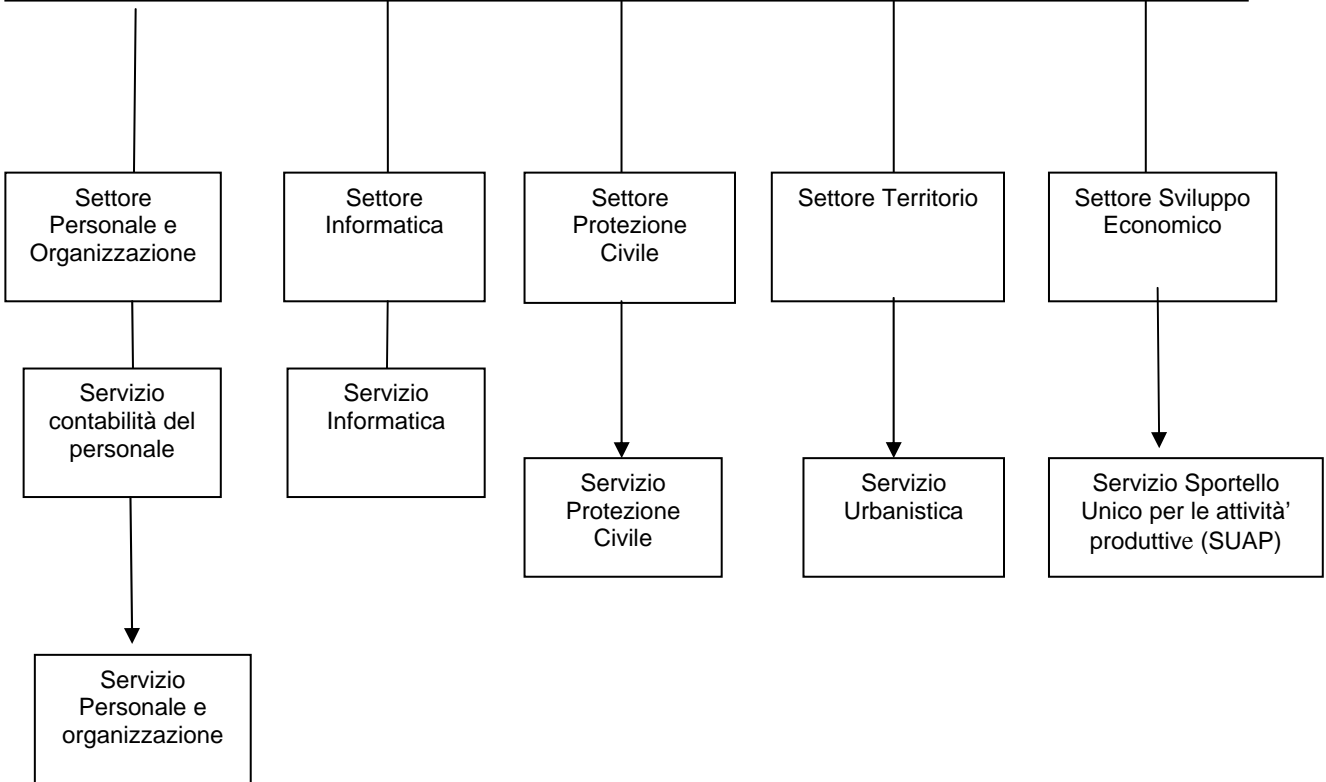 Settore
Personale e
Organizzazione
Settore
Informatica
Settore
Protezione
Civile
Settore Territorio
Settore Sviluppo
Economico
Servizio
contabilità del
personale
Servizio
Informatica
Servizio
Protezione
Civile
Servizio
Urbanistica
Servizio Sportello
Unico per le attività'
produttive (SUAP)
Servizio
Personale e
organizzazione